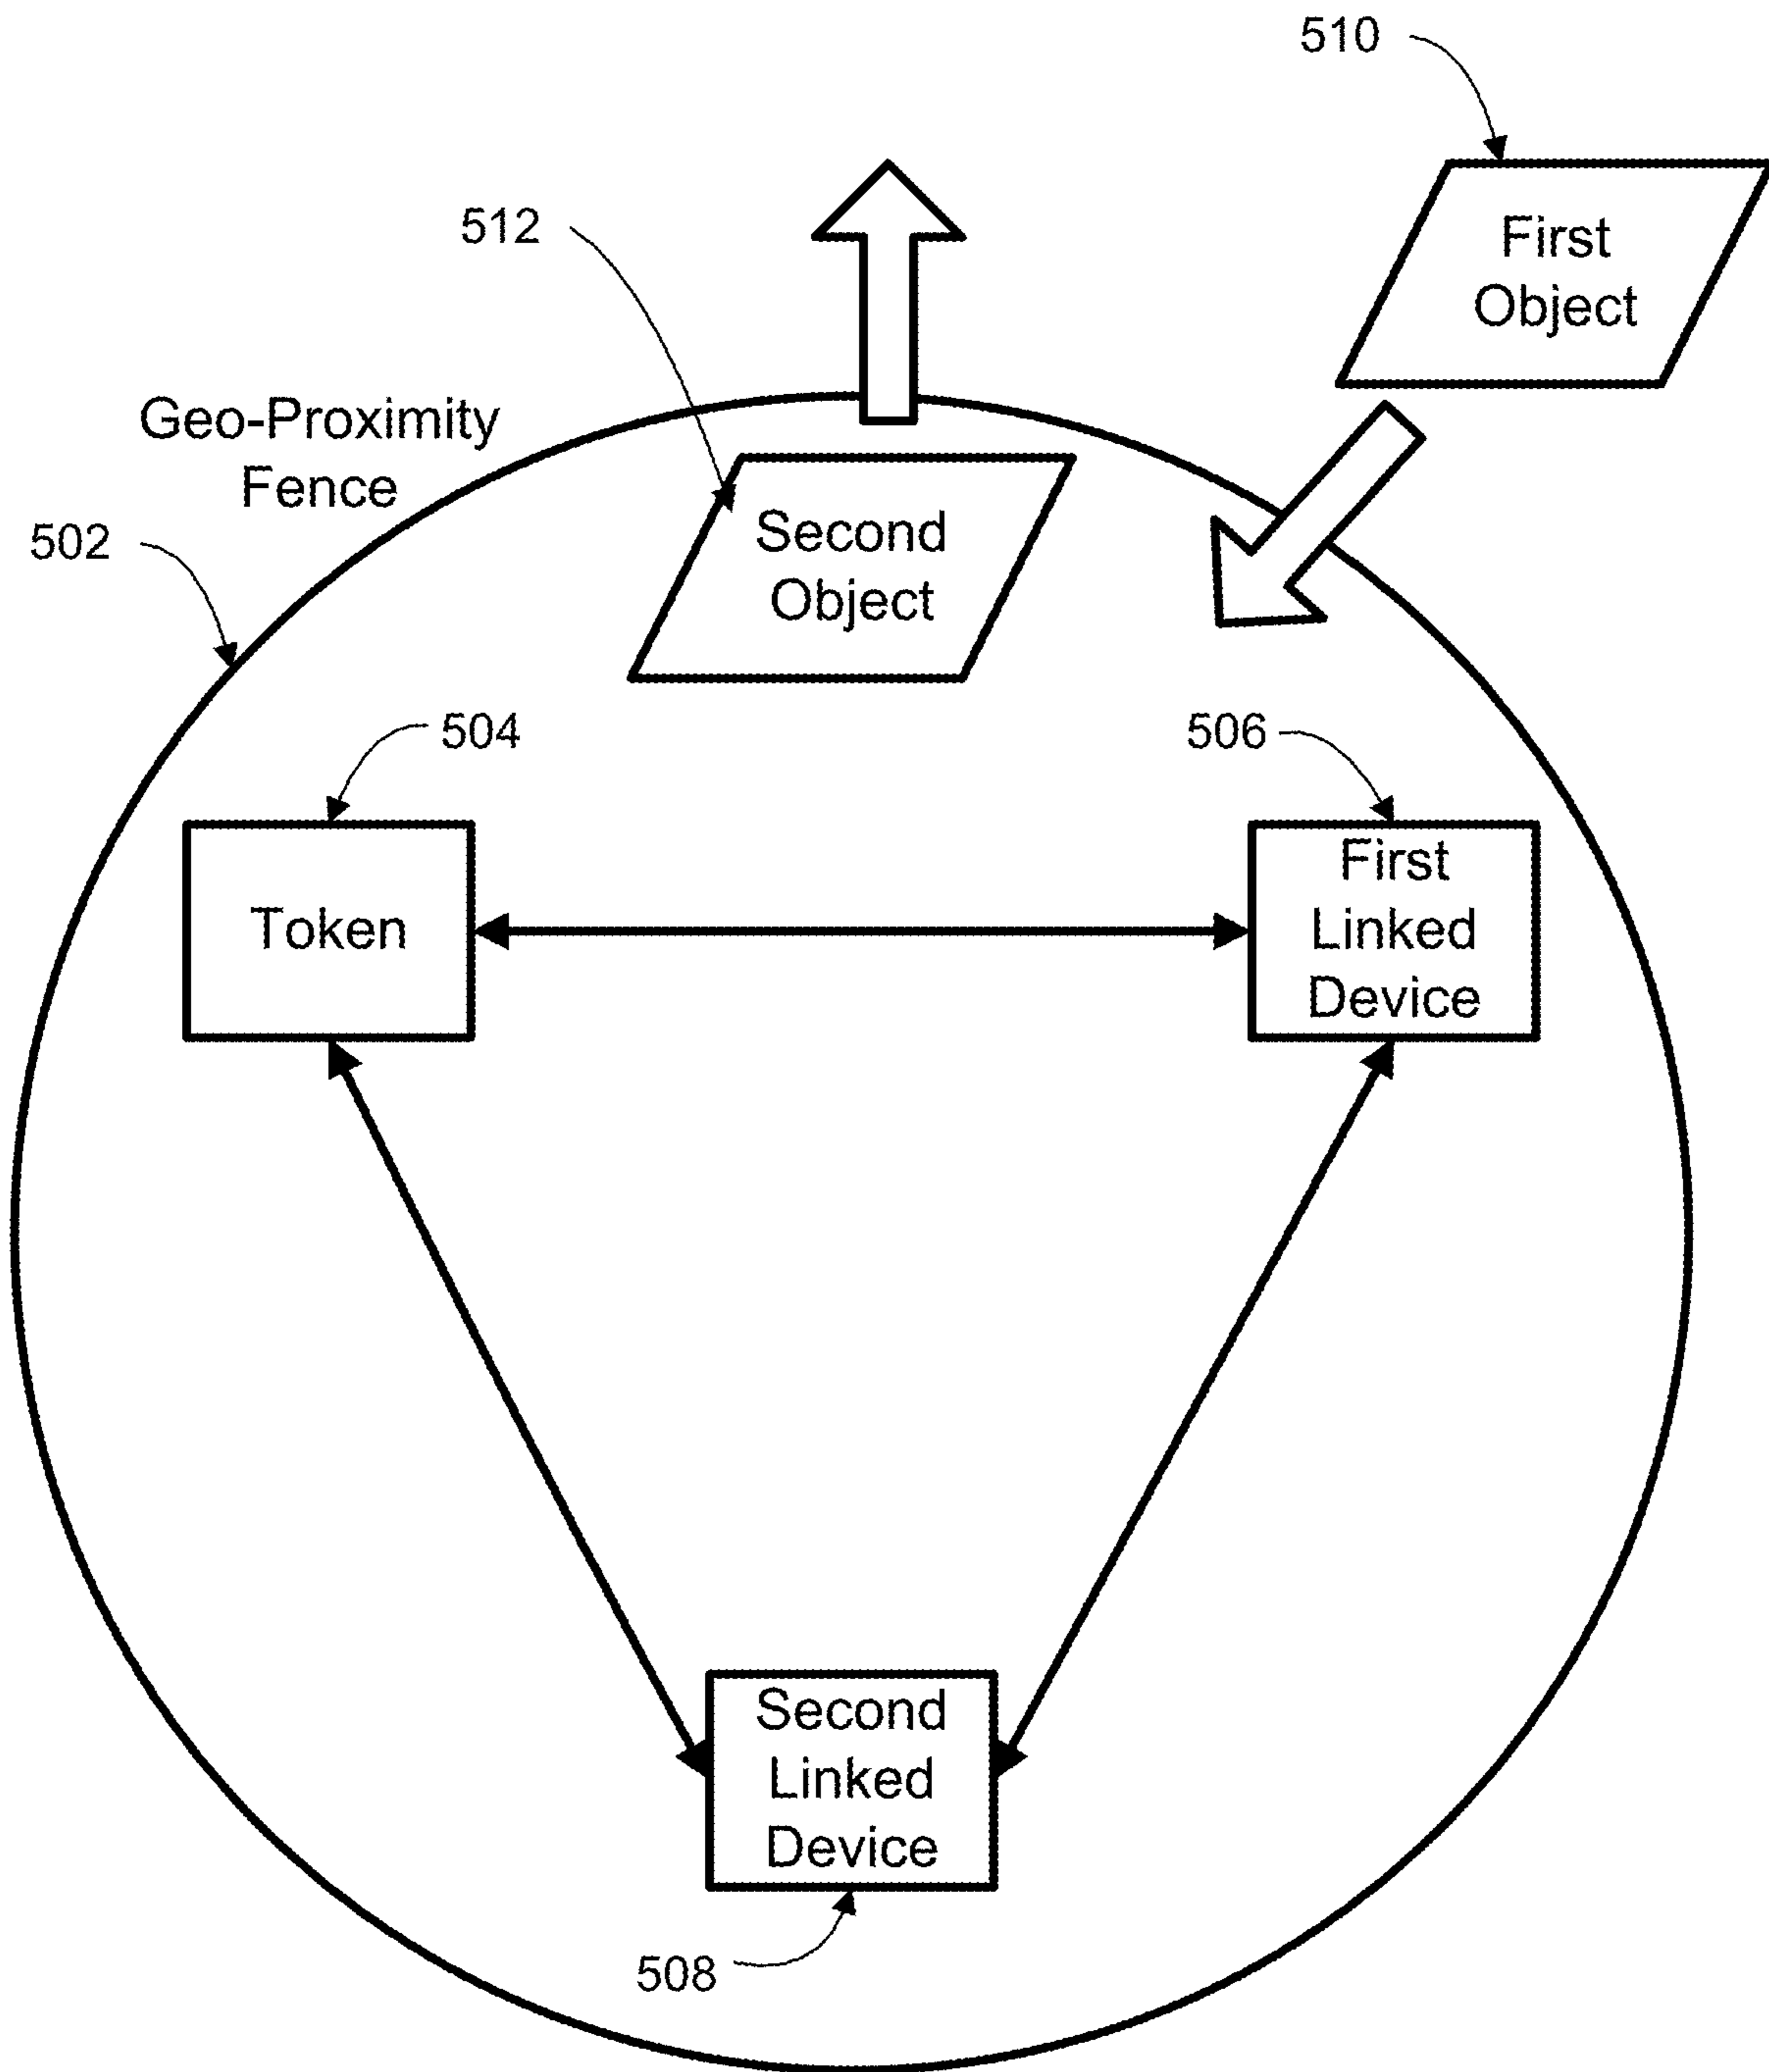 510
First
Object
512
Geo-Proximity
Fence
502
Second
Object
504
506
Token
First
Linked
Device
Second
Linked
Device
508